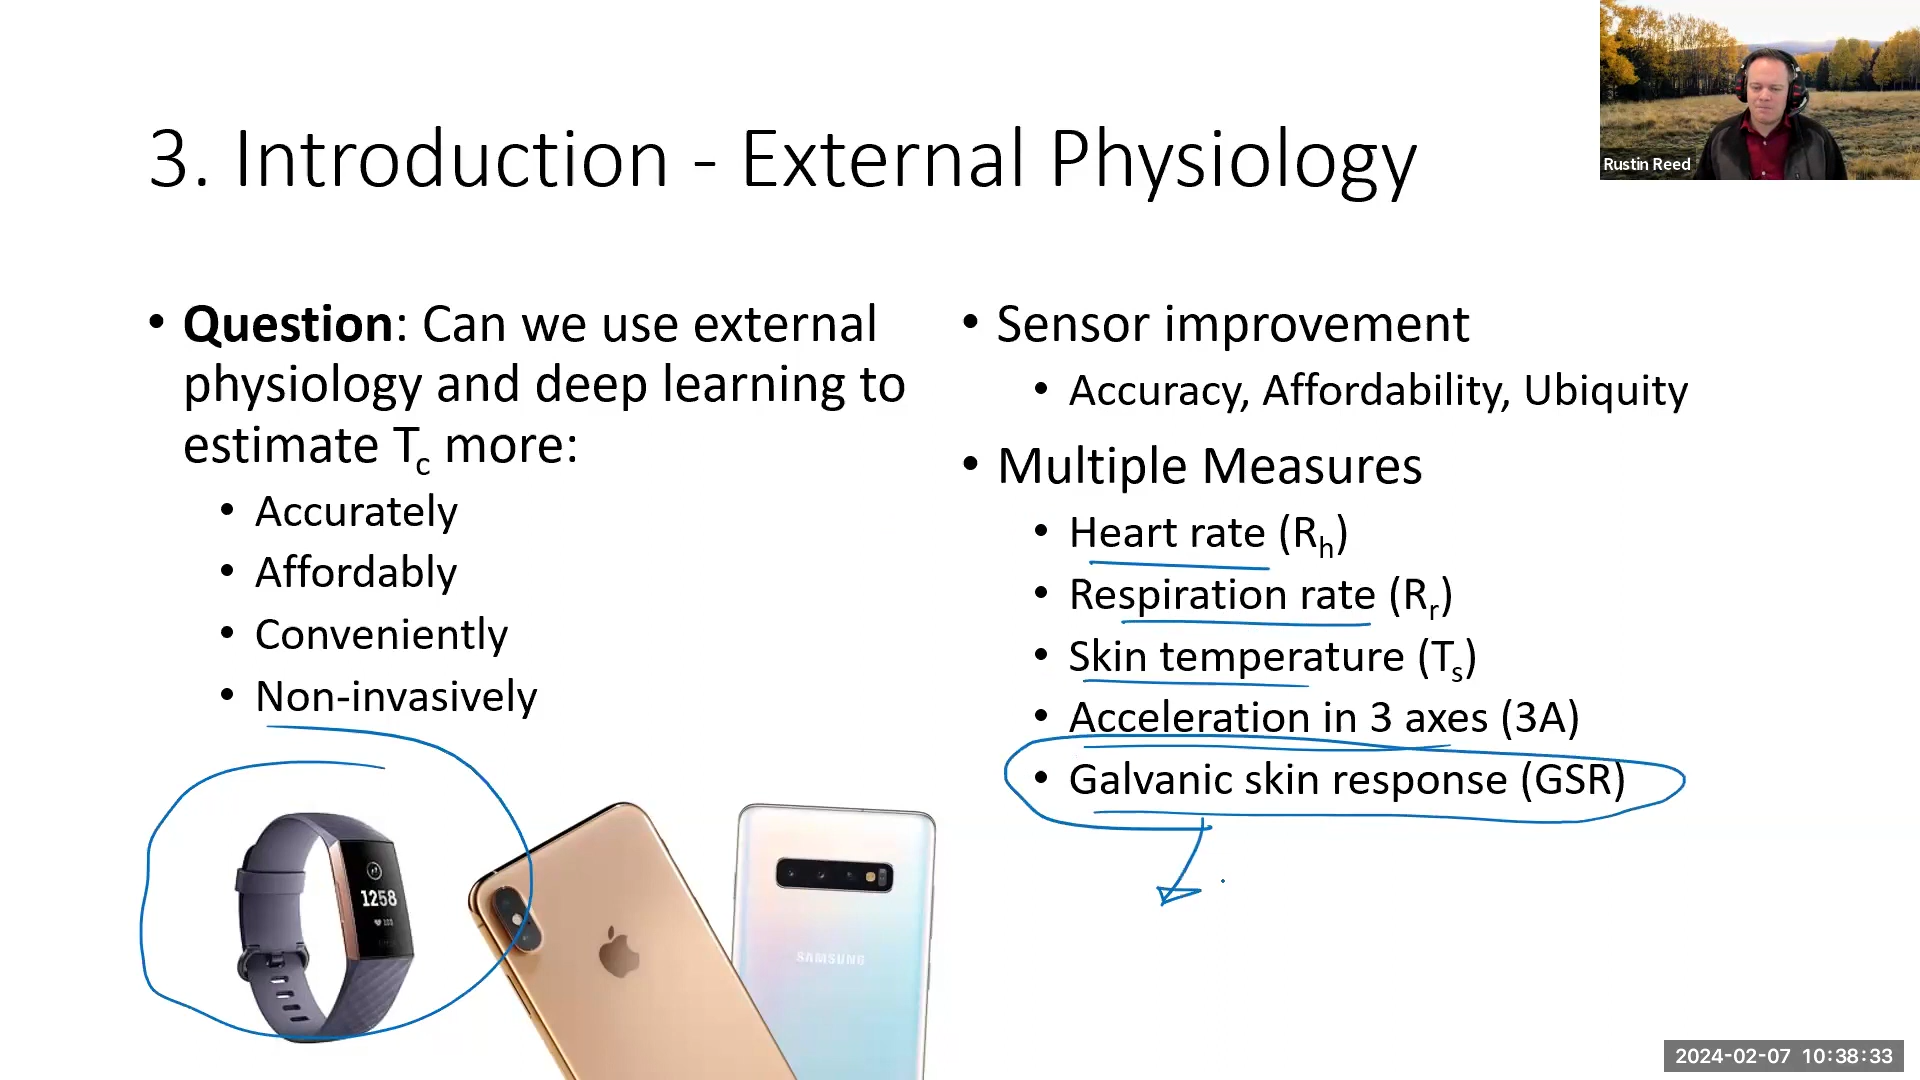 3. Introduction - External Physiology
Rustin Reed
• Question: Can we use external
physiology and deep learning to
estimate Tc more:
• Accurately
• Affordably
• Conveniently
• Non-invasively
• Sensor improvement
• Accuracy, Affordability, Ubiquity
• Multiple Measures
• Heart rate (Rh)
• Respiration rate (Rr)
• Skin temperature (Ts)
• Acceleration in 3 axes (3A)
• Galvanic skin response (GSR)
1258
SAMSUNG
2024-02-07 10:38:33